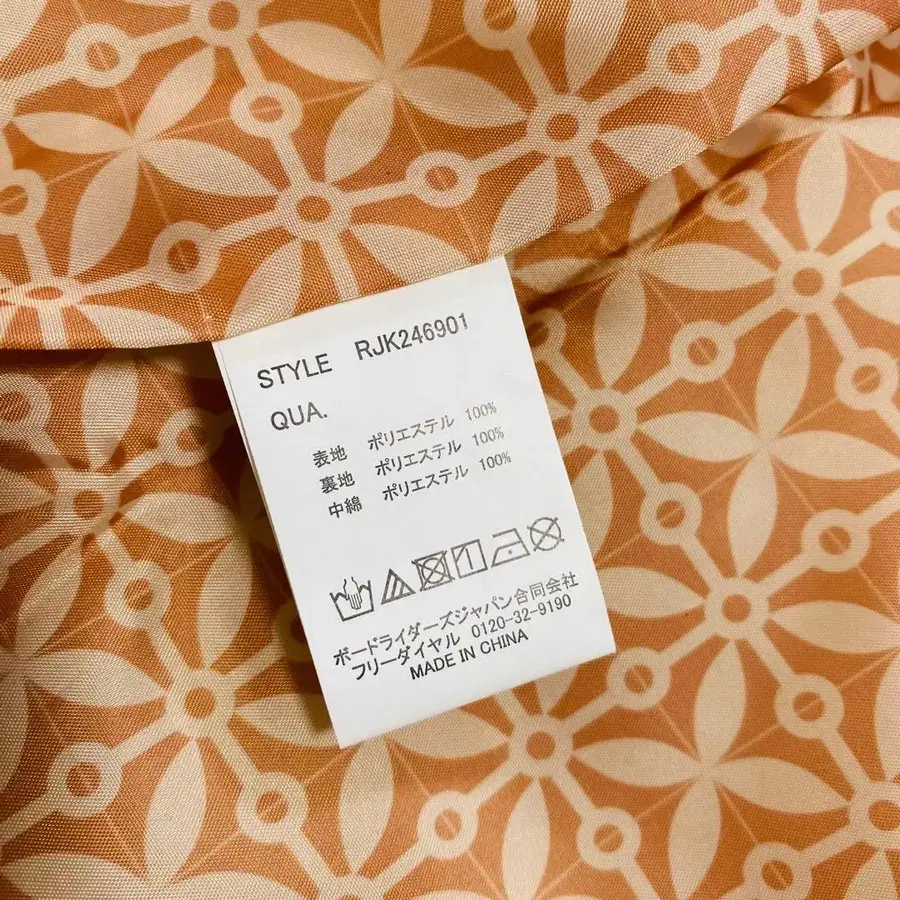 STYLE RJK246901
QUA.
表地 ポリエステル 100%
裏地 ポリエステル 100%
中綿 ポリエステル 100%
ボードライダーズジャパン合同会社
フリーダイヤル 0120-32-9190
MADE IN CHINA